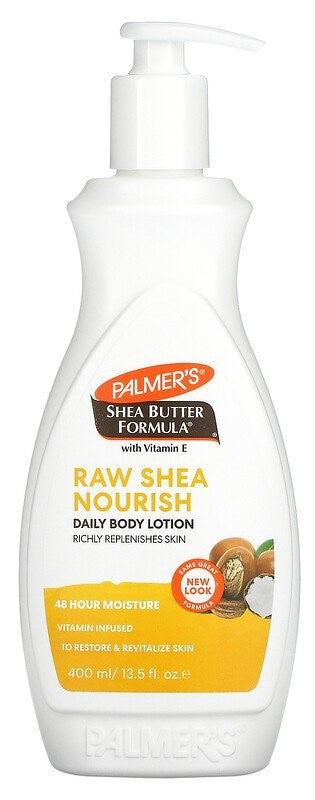 PALMER'S®
SHEA BUTTER
FORMULA®
with Vitamin E
RAW SHEA
NOURISH
DAILY BODY LOTION
RICHLY REPLENISHES SKIN
SAME GREAT
NEW
LOOK
FORMULA
48 HOUR MOISTURE
VITAMIN INFUSED
TO RESTORE & REVITALIZE SKIN
400 ml/ 13.5 fl. oz.e
PALMER'S®